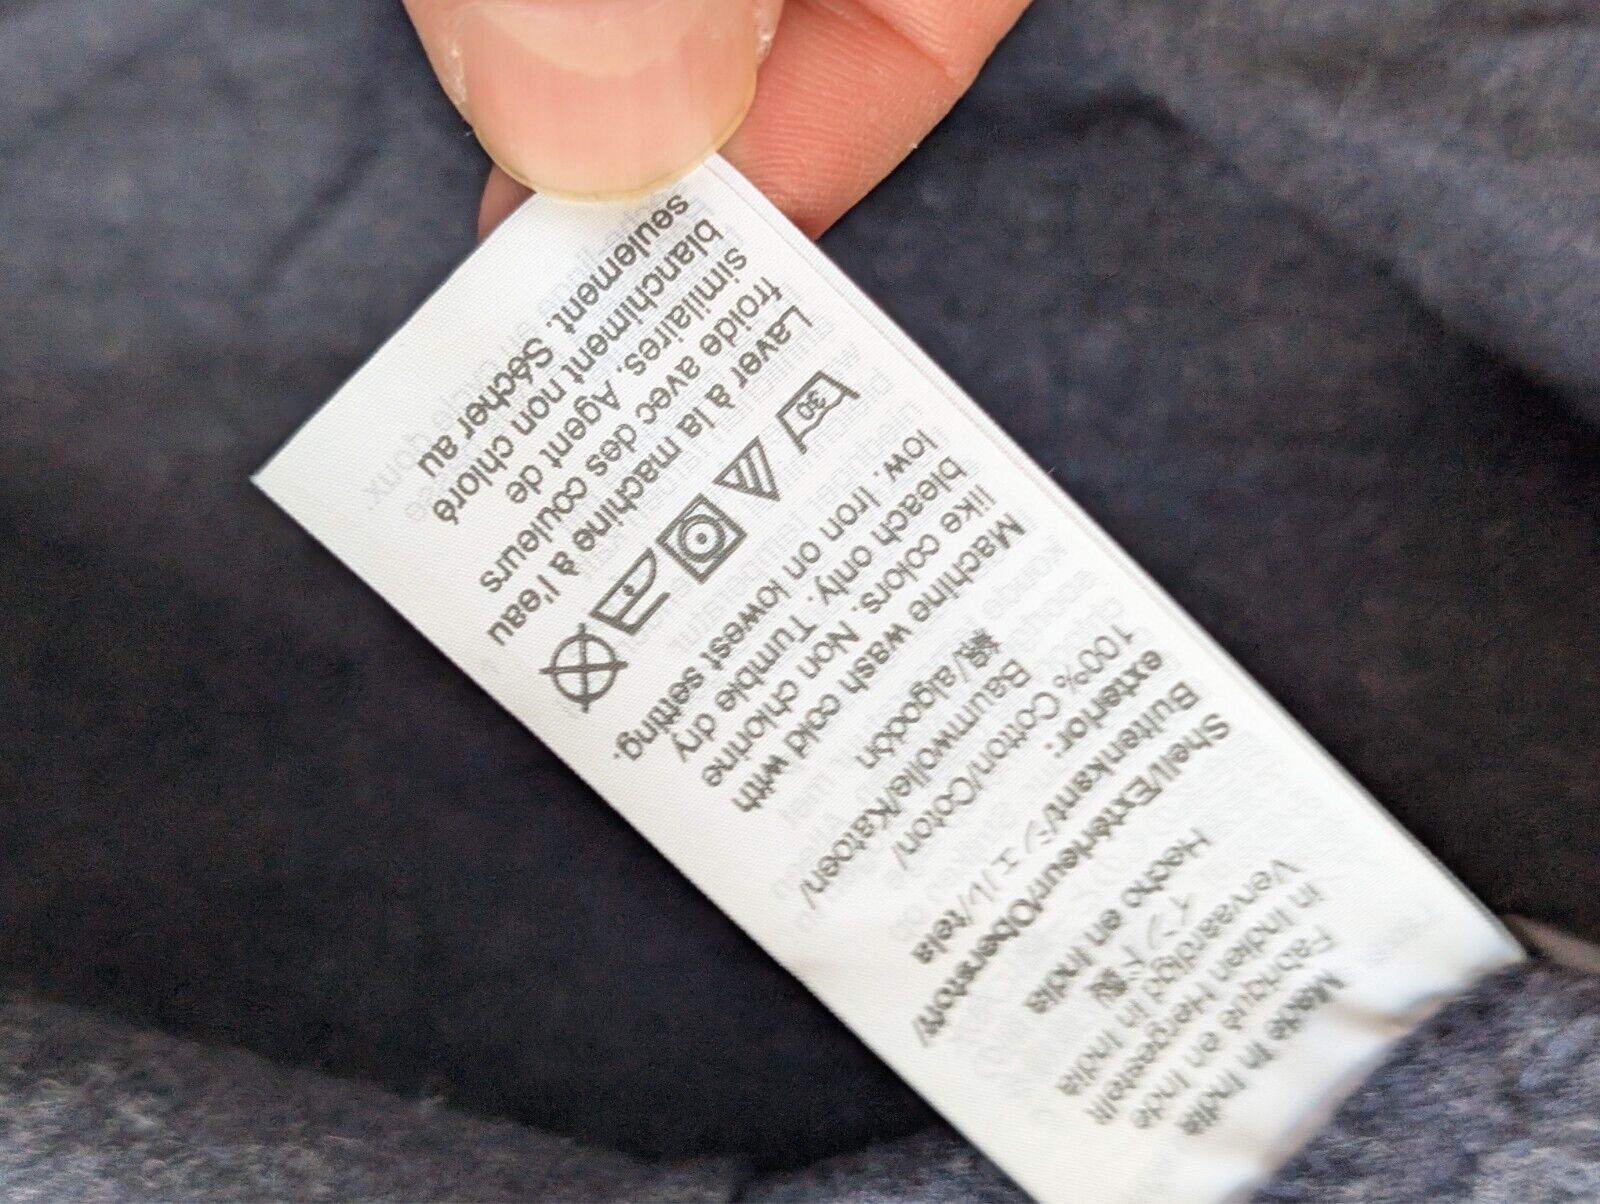 Made in India
Fabriqué en Inde
in Indien Hergestellt
Vervaardigd in India
インド製
Hecho en India
Shell/Extérieur/Oberstoff/
Buitenkant/シェル/tela
exterior:
100% Cotton/Coton/
Baumwolle/Katoen/
綿/algodón
Machine wash cold with
like colors. Non chlorine
bleach only. Tumble dry
low. Iron on lowest setting.
30
Laver à la machine à l'eau
froide avec des couleurs
similaires. Agent de
blanchiment non chloré
seulement. Sécher au